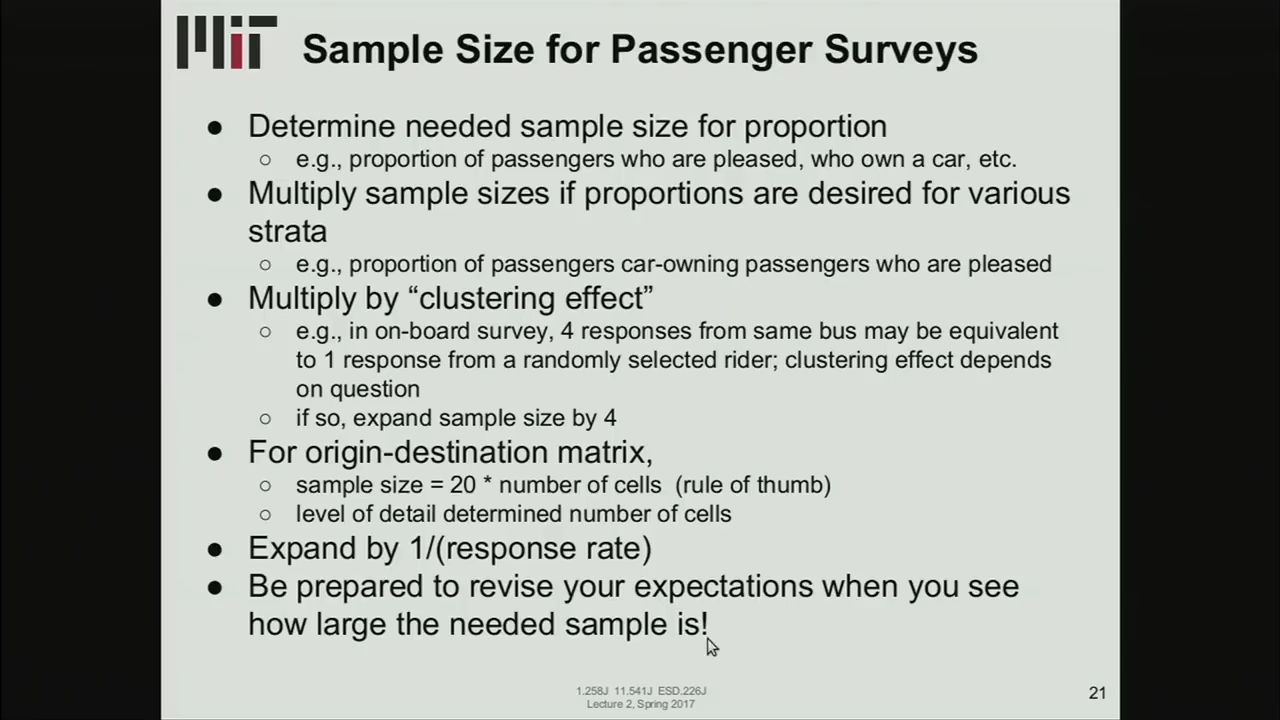 MIT
Sample Size for Passenger Surveys
● Determine needed sample size for proportion
○ e.g., proportion of passengers who are pleased, who own a car, etc.
● Multiply sample sizes if proportions are desired for various
strata
○ e.g., proportion of passengers car-owning passengers who are pleased
● Multiply by “clustering effect”
○ e.g., in on-board survey, 4 responses from same bus may be equivalent
to 1 response from a randomly selected rider; clustering effect depends
on question
○ if so, expand sample size by 4
● For origin-destination matrix,
○ sample size = 20 * number of cells (rule of thumb)
○ level of detail determined number of cells
● Expand by 1/(response rate)
● Be prepared to revise your expectations when you see
how large the needed sample is!
1.258J 11.541J ESD.226J
Lecture 2, Spring 2017
21